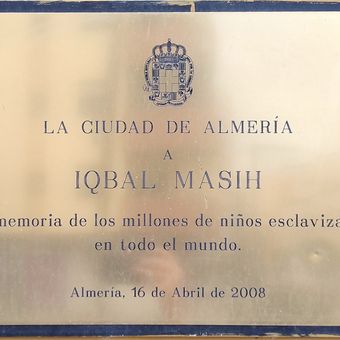 LA CIUDAD DE ALMERÍA
A
IQBAL MASIH
memoria de los millones de niños esclaviza
en todo el mundo.
Almería, 16 de Abril de 2008